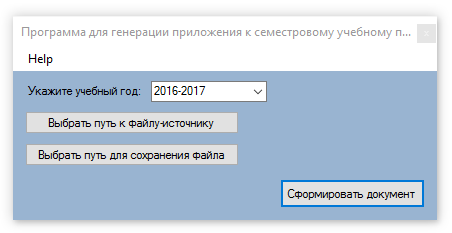 Программа для генерации приложения к семестровому учебному п...
Help
Укажите учебный год: 2016-2017
Выбрать путь к файлу-источнику
Выбрать путь для сохранения файла
Сформировать документ